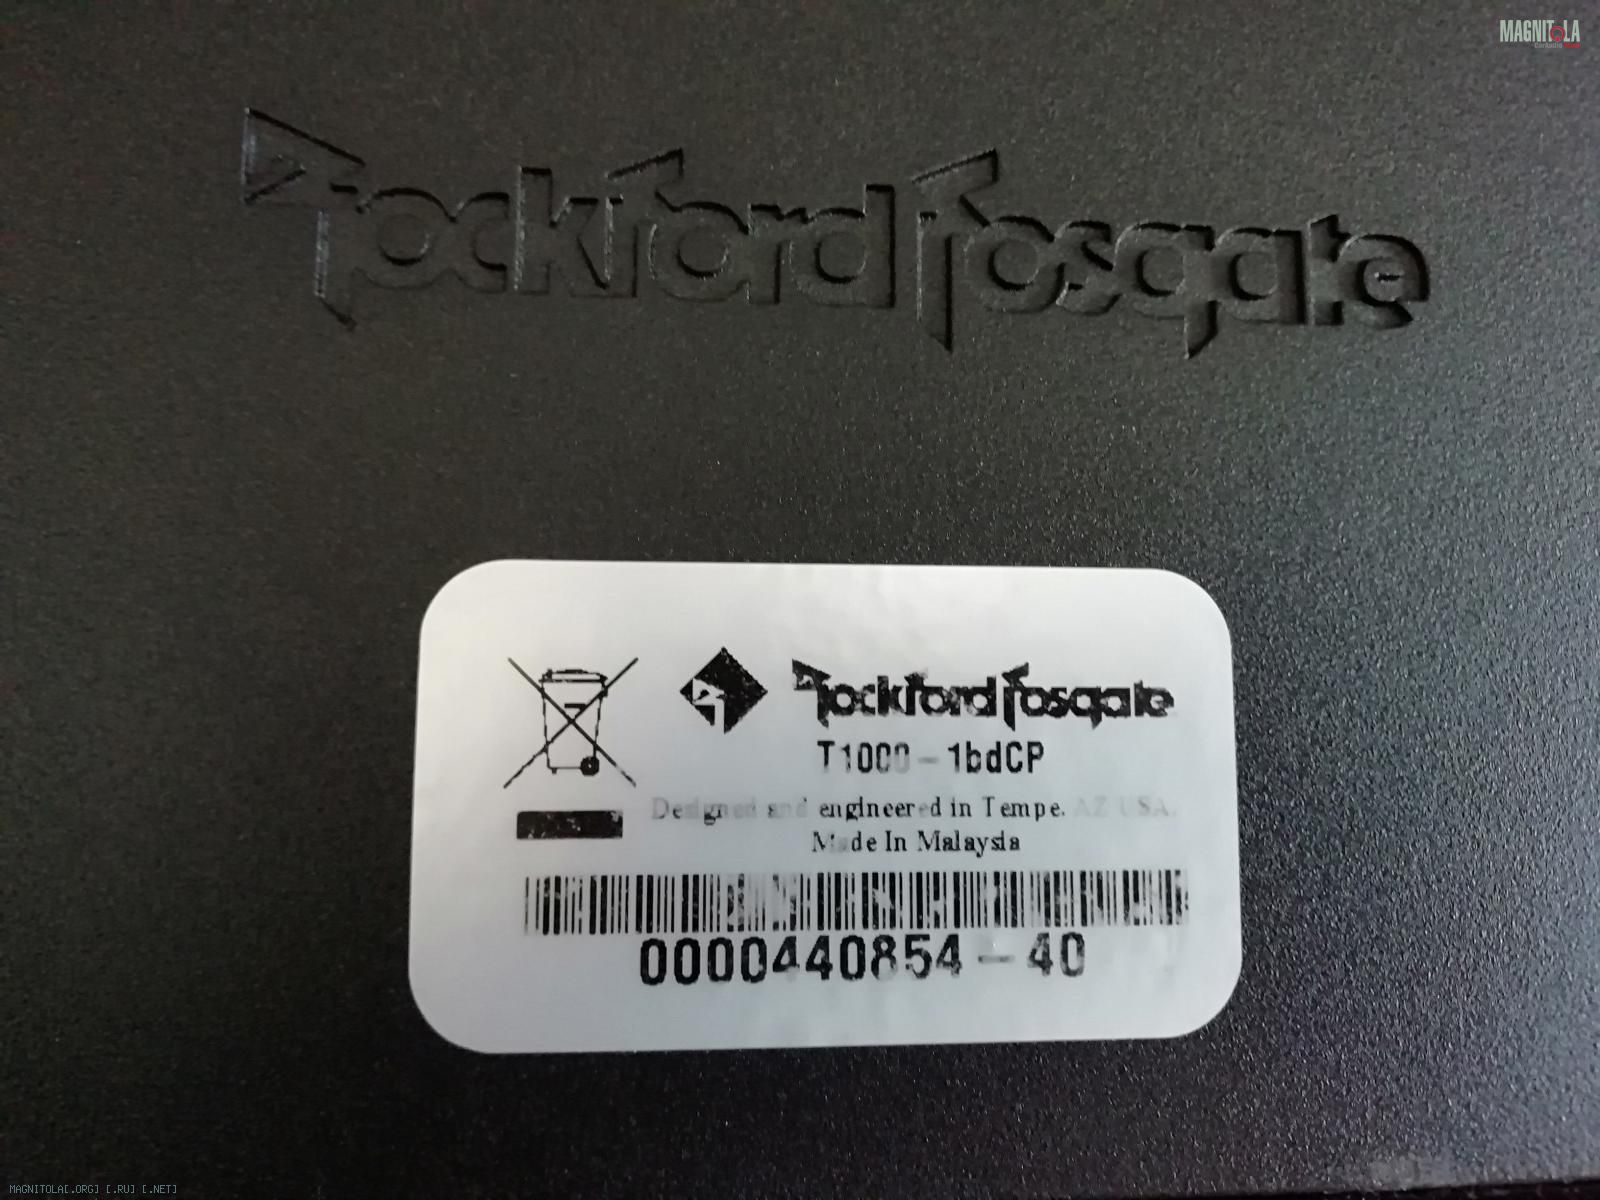 MAGNITOLA
Rockford Fosgate
Rockford Fosgate
T1000-1bdCP
Designed and engineered in Tempe. AZ USA.
Made In Malaysia
0000440854-40
MAGNITOLA[.ORG] [.RU] [.NET]